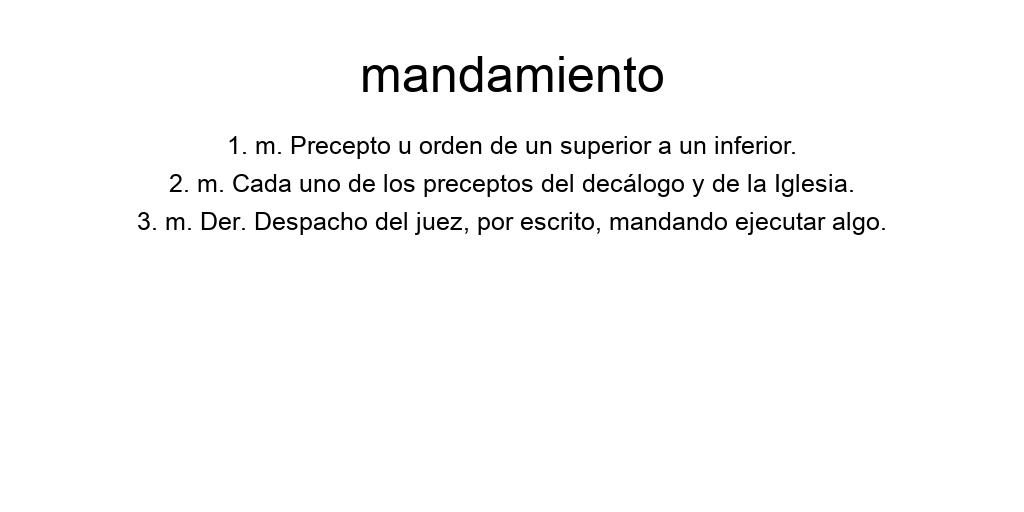 mandamiento
1. m. Precepto u orden de un superior a un inferior.
2. m. Cada uno de los preceptos del decálogo y de la Iglesia.
3. m. Der. Despacho del juez, por escrito, mandando ejecutar algo.